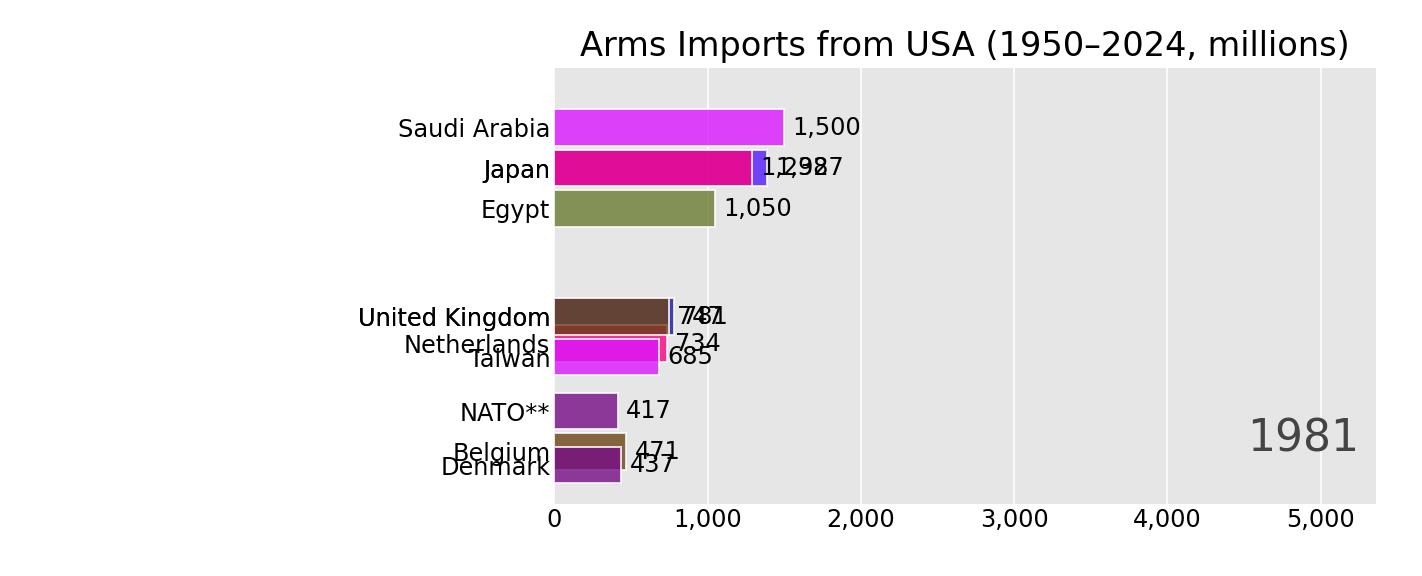 Arms Imports from USA (1950–2024, millions)
Saudi Arabia 1,500
Japan
Egypt 1,050
United Kingdom 781
Netherlands 734
Taiwan 685
NATO** 417
1981
Belgium 471
Denmark 437
0 1,000 2,000 3,000 4,000 5,000